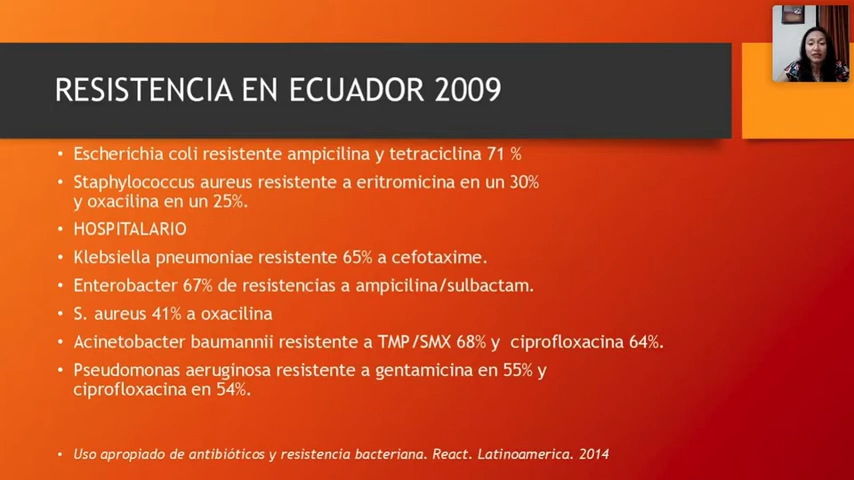 RESISTENCIA EN ECUADOR 2009
• Escherichia coli resistente ampicilina y tetraciclina 71 %
• Staphylococcus aureus resistente a eritromicina en un 30%
y oxacilina en un 25%.
• HOSPITALARIO
• Klebsiella pneumoniae resistente 65% a cefotaxime.
• Enterobacter 67% de resistencias a ampicilina/sulbactam.
• S. aureus 41% a oxacilina
• Acinetobacter baumannii resistente a TMP/SMX 68% y ciprofloxacina 64%.
• Pseudomonas aeruginosa resistente a gentamicina en 55% y
ciprofloxacina en 54%.
• Uso apropiado de antibióticos y resistencia bacteriana. React. Latinoamerica. 2014